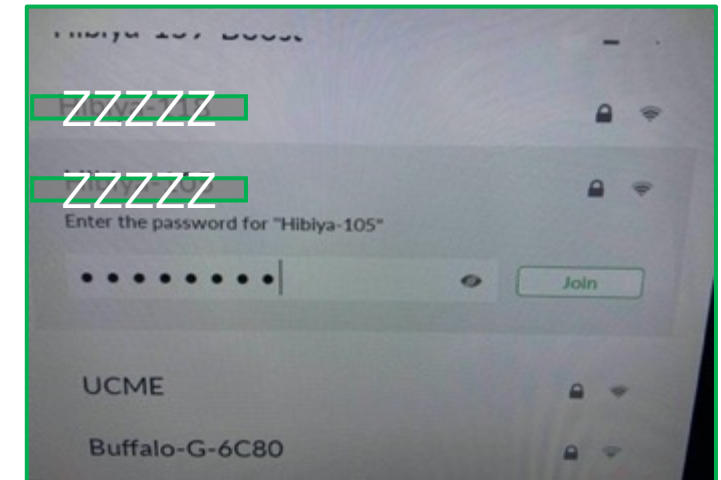 ZZZZZ
ZZZZZ
Enter the password for "Hibiya-105"
Join
UCME
Buffalo-G-6C80